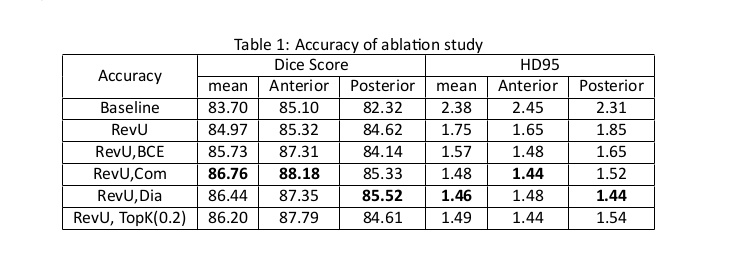 Table 1: Accuracy of ablation study
Accuracy Dice Score HD95
mean Anterior Posterior mean Anterior Posterior
Baseline 83.70 85.10 82.32 2.38 2.45 2.31
RevU 84.97 85.32 84.62 1.75 1.65 1.85
RevU,BCE 85.73 87.31 84.14 1.57 1.48 1.65
RevU,Com 86.76 88.18 85.33 1.48 1.44 1.52
RevU,Dia 86.44 87.35 85.52 1.46 1.48 1.44
RevU, TopK(0.2) 86.20 87.79 84.61 1.49 1.44 1.54